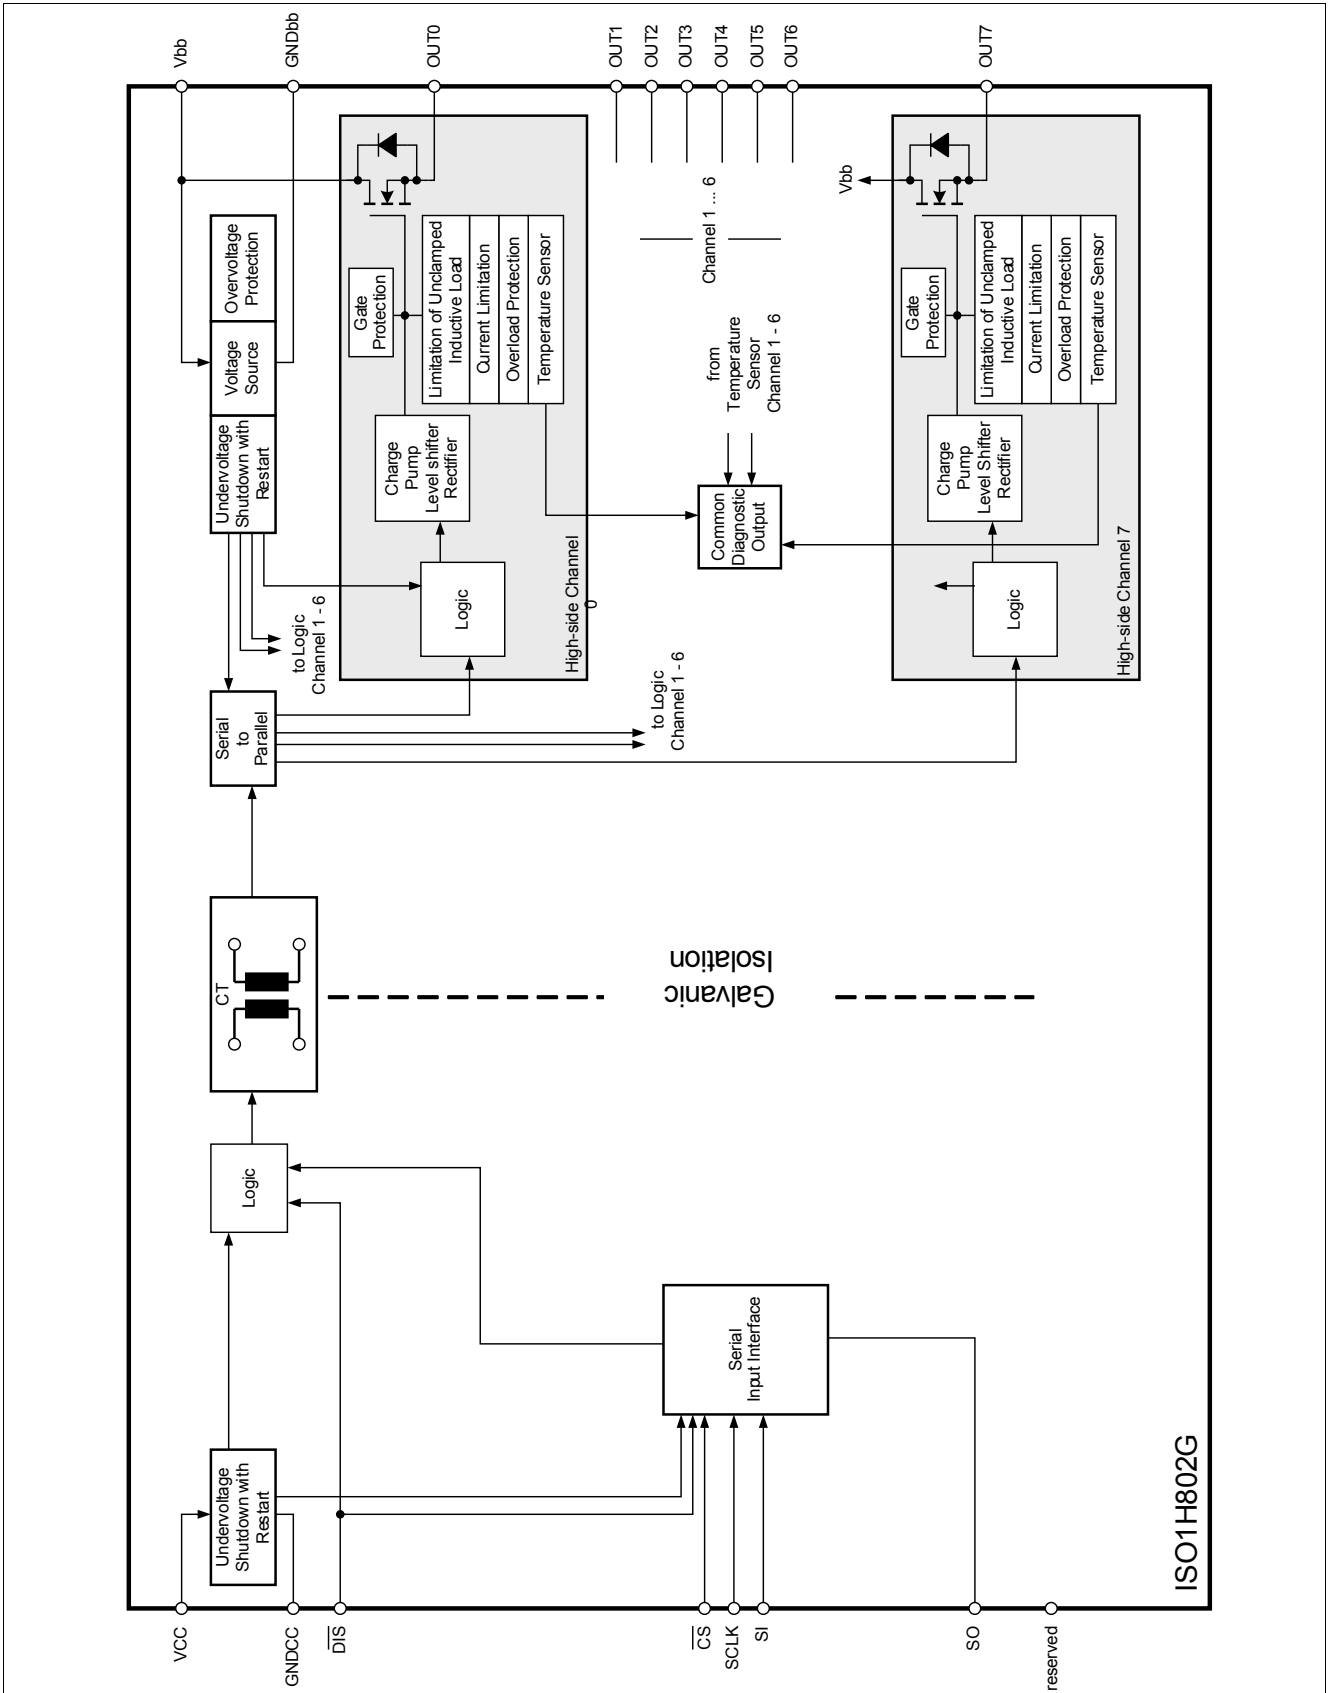 VCC
GNDCC
DIS
CS
SCLK
SI
SO
reserved
Undervoltage
Shutdown with
Restart
Logic
CT
Serial
Input Interface
Galvanic
Isolation
Serial
to
Parallel
to Logic
Channel 1 - 6
to Logic
Channel 1 - 6
Undervoltage
Shutdown with
Restart
Voltage
Source
Overvoltage
Protection
High-side Channel
0
Logic
Charge
Pump
Level shifter
Rectifier
Gate
Protection
Limitation of Unclamped
Inductive Load
Current Limitation
Overload Protection
Temperature Sensor
Common
Diagnostic
Output
from
Temperature
Sensor
Channel 1 - 6
Channel 1 ... 6
High-side Channel 7
Logic
Charge
Pump
Level Shifter
Rectifier
Gate
Protection
Limitation of Unclamped
Inductive Load
Current Limitation
Overload Protection
Temperature Sensor
Vbb
Vbb
GNDbb
OUT0
OUT1
OUT2
OUT3
OUT4
OUT5
OUT6
OUT7
ISO1H802G